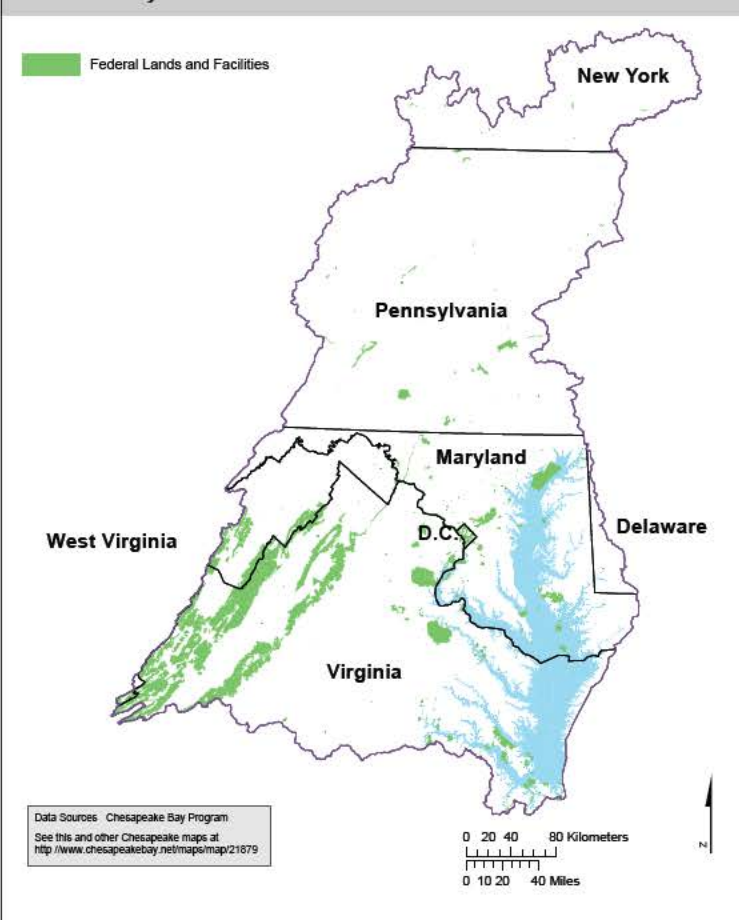 Federal Lands and Facilities
New York
Pennsylvania
Maryland
D.C.
Delaware
West Virginia
Virginia
Data Sources Chesapeake Bay Program
See this and other Chesapeake maps at
http://www.chesapeakebay.net/maps/map/21879
0 20 40 80 Kilometers
0 10 20 40 Miles
N